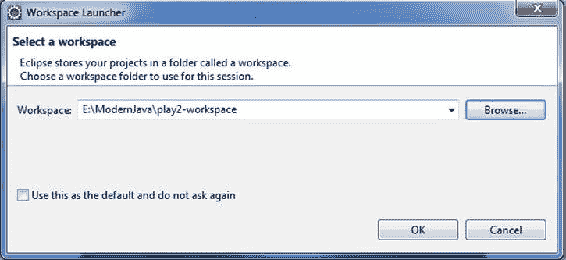 Workspace Launcher
Select a workspace
Eclipse stores your projects in a folder called a workspace.
Choose a workspace folder to use for this session.
Workspace: E:\ModernJava\play2-workspace Browse...
Use this as the default and do not ask again
OK Cancel